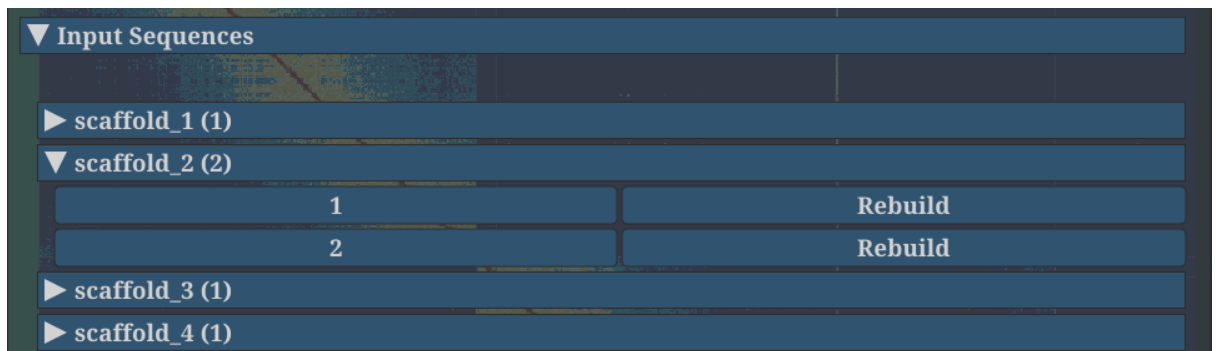 Input Sequences
scaffold_1 (1)
scaffold_2 (2)
1 Rebuild
2 Rebuild
scaffold_3 (1)
scaffold_4 (1)